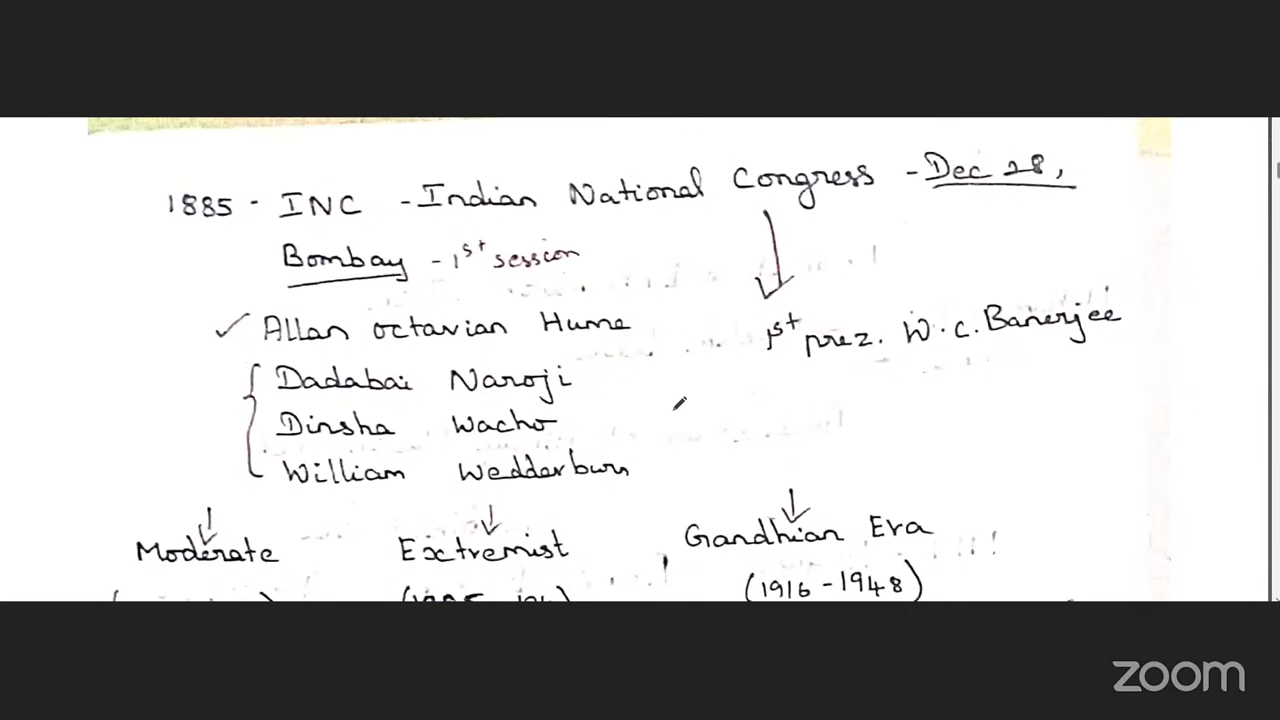 1885 - INC - Indian National Congress - Dec 28,
Bombay - 1st session
✓ Allan octavian Hume
1st prez. W.C. Banerjee
Dadabai Naroji
Dinsha Wacho
William Wedderburn
Moderate Extremist Gandhian Era
(1916 - 1948)
zoom